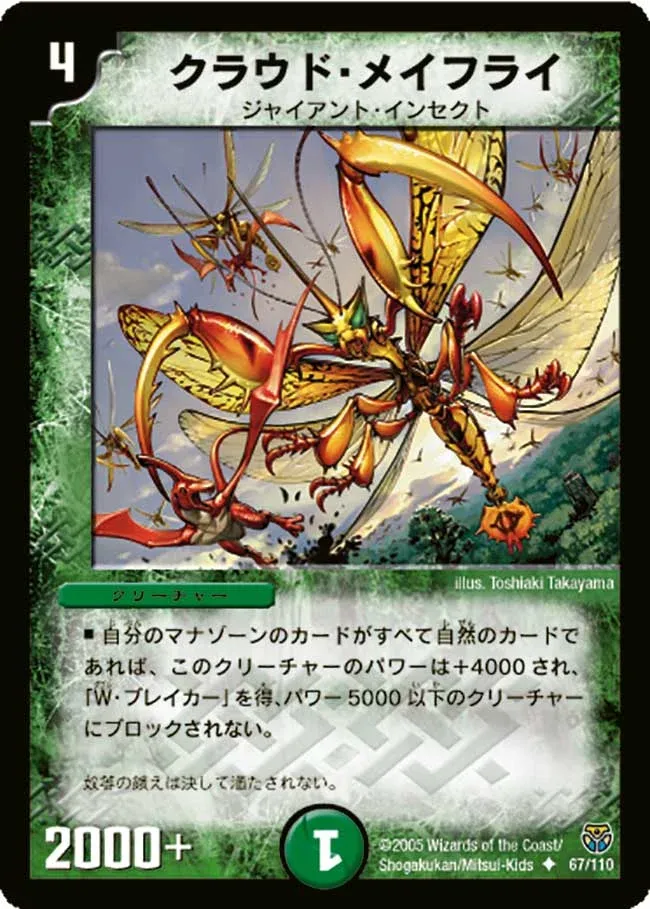 4
クラウド・メイフライ
ジャイアント・インセクト
illus. Toshiaki Takayama
クリーチャー
■ 自分のマナゾーンのカードがすべて自然のカードで
あれば、このクリーチャーのパワーは+4000され、
「W・ブレイカー」を得、パワー5000以下のクリーチャー
にブロックされない。
奴等の餓えは決して満たされない。
2000+
1
©2005 Wizards of the Coast/
Shogakukan/Mitsui-Kids ◆ 67/110